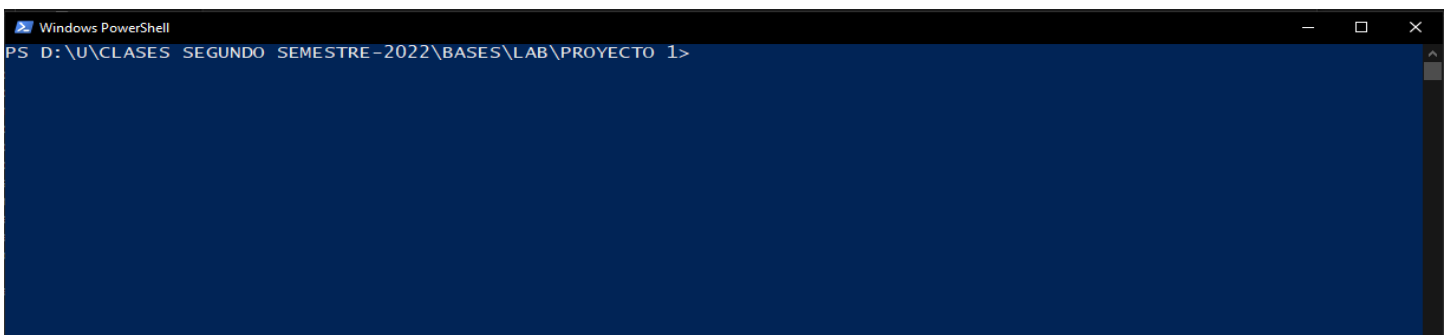 Windows PowerShell
PS D:\U\CLASES SEGUNDO SEMESTRE-2022\BASES\LAB\PROYECTO 1>